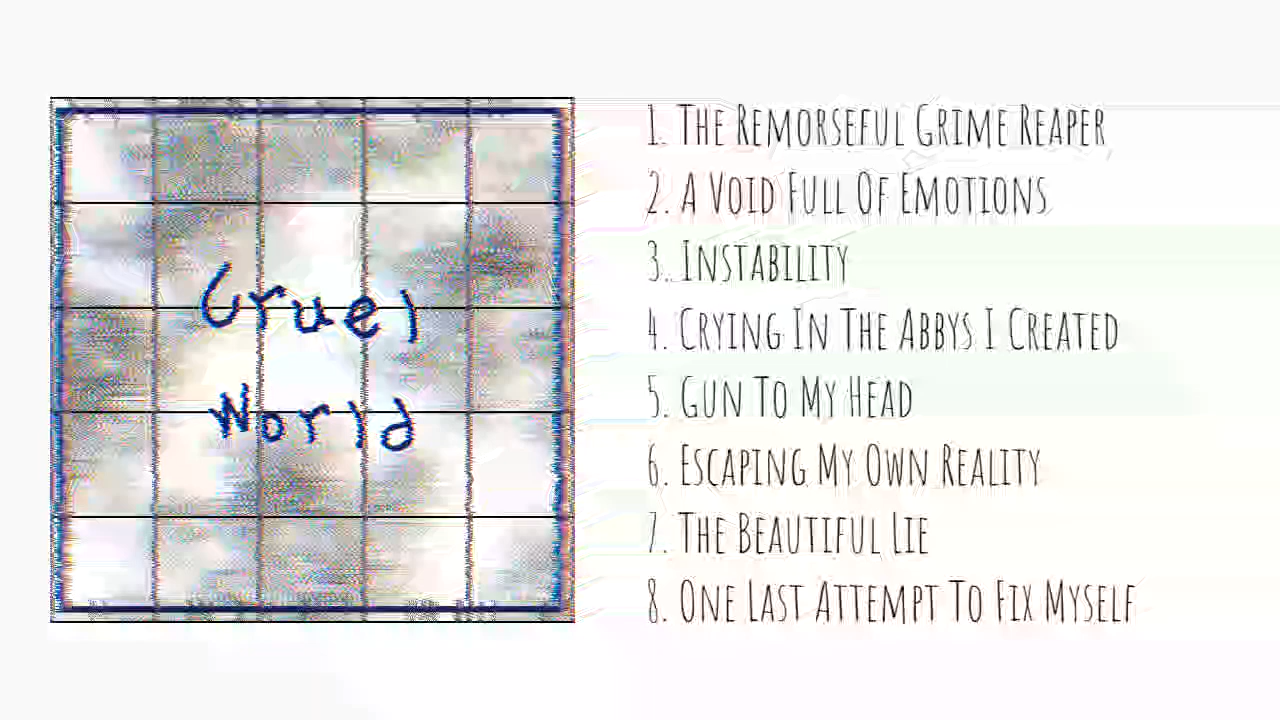 Cruel
World
1. The Remorseful Grime Reaper
2. A Void Full Of Emotions
3. Instability
4. Crying In The Abbys I Created
5. Gun To My Head
6. Escaping My Own Reality
7. The Beautiful Lie
8. One Last Attempt To Fix Myself